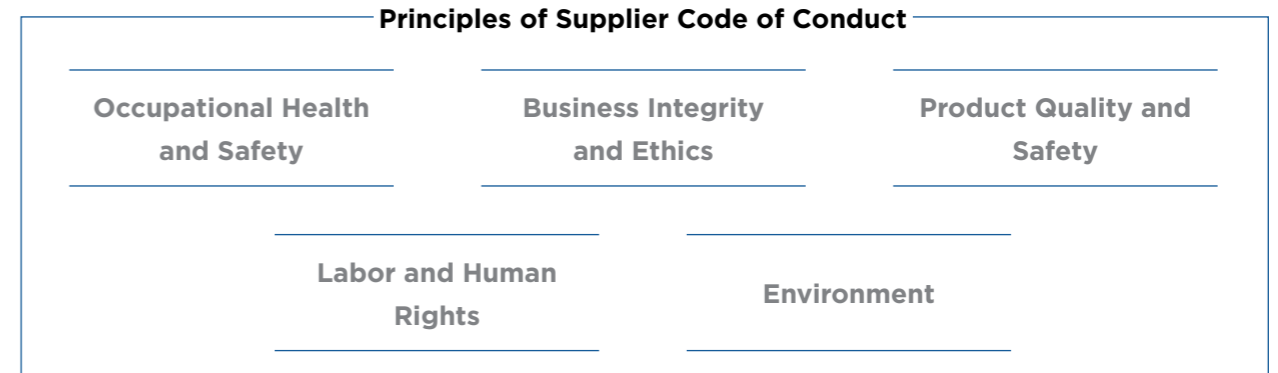 Principles of Supplier Code of Conduct
Occupational Health
and Safety
Business Integrity
and Ethics
Product Quality and
Safety
Labor and Human
Rights
Environment